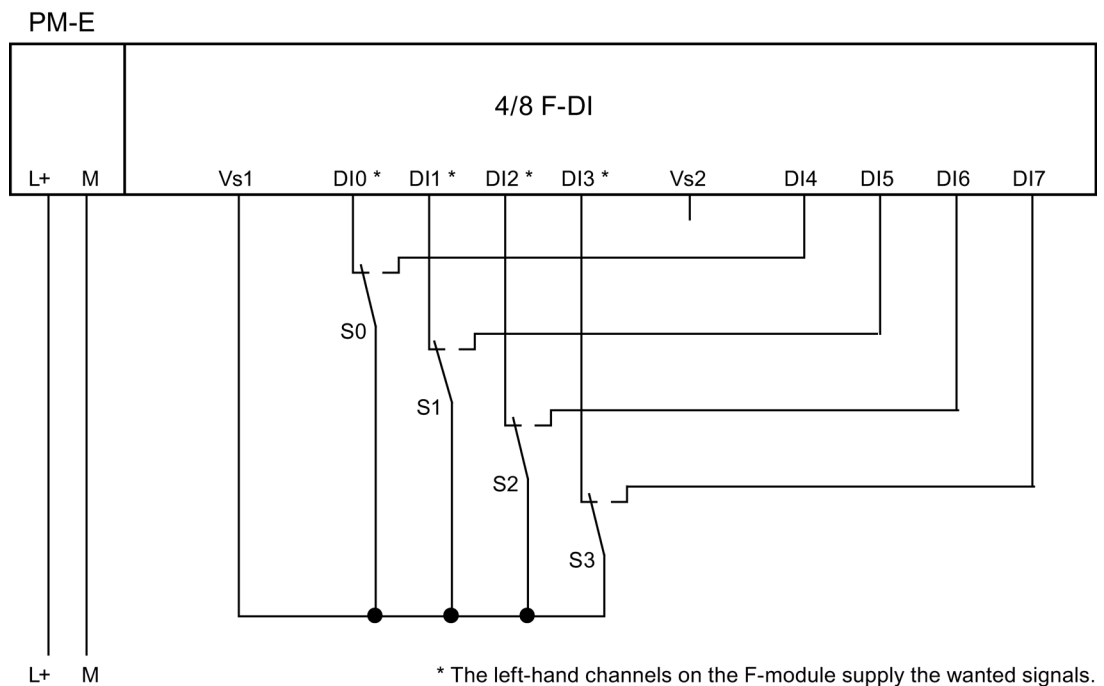 PM-E
4/8 F-DI
L+ M Vs1 DI0 * DI1 * DI2 * DI3 * Vs2 DI4 DI5 DI6 DI7
S0
S1
S2
S3
L+ M * The left-hand channels on the F-module supply the wanted signals.